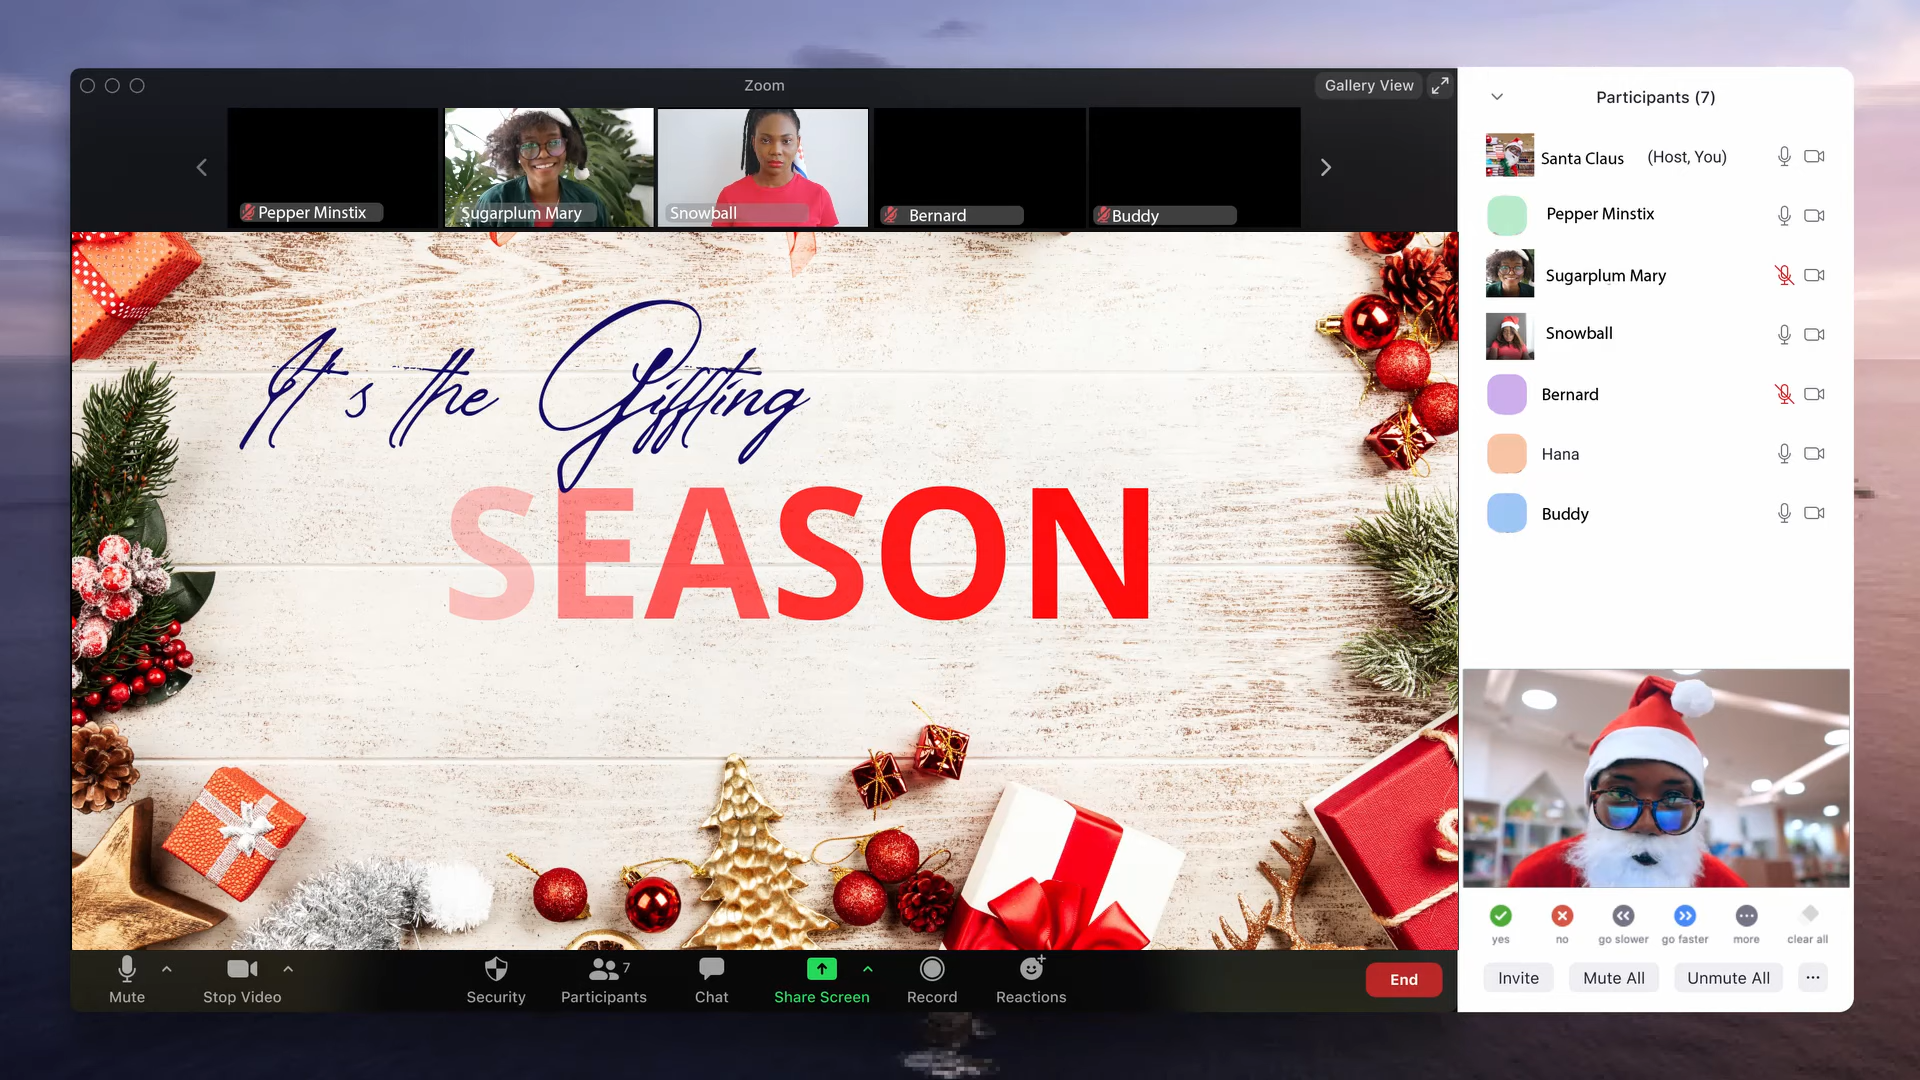 Zoom
Gallery View
Pepper Minstix
Sugarplum Mary
Snowball
Bernard
Buddy
It's the Giffting
SEASON
Mute
Stop Video
Security
Participants
7
Chat
Share Screen
Record
Reactions
End
Participants (7)
Santa Claus (Host, You)
Pepper Minstix
Sugarplum Mary
Snowball
Bernard
Hana
Buddy
yes
no
go slower
go faster
more
clear all
Invite
Mute All
Unmute All